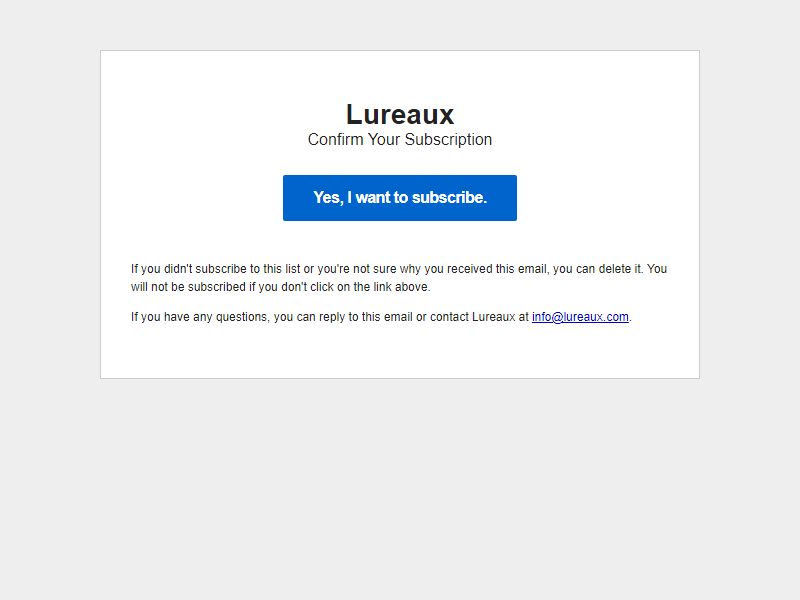 Lureaux
Confirm Your Subscription
Yes, I want to subscribe.
If you didn't subscribe to this list or you're not sure why you received this email, you can delete it. You
will not be subscribed if you don't click on the link above.
If you have any questions, you can reply to this email or contact Lureaux at info@lureaux.com.